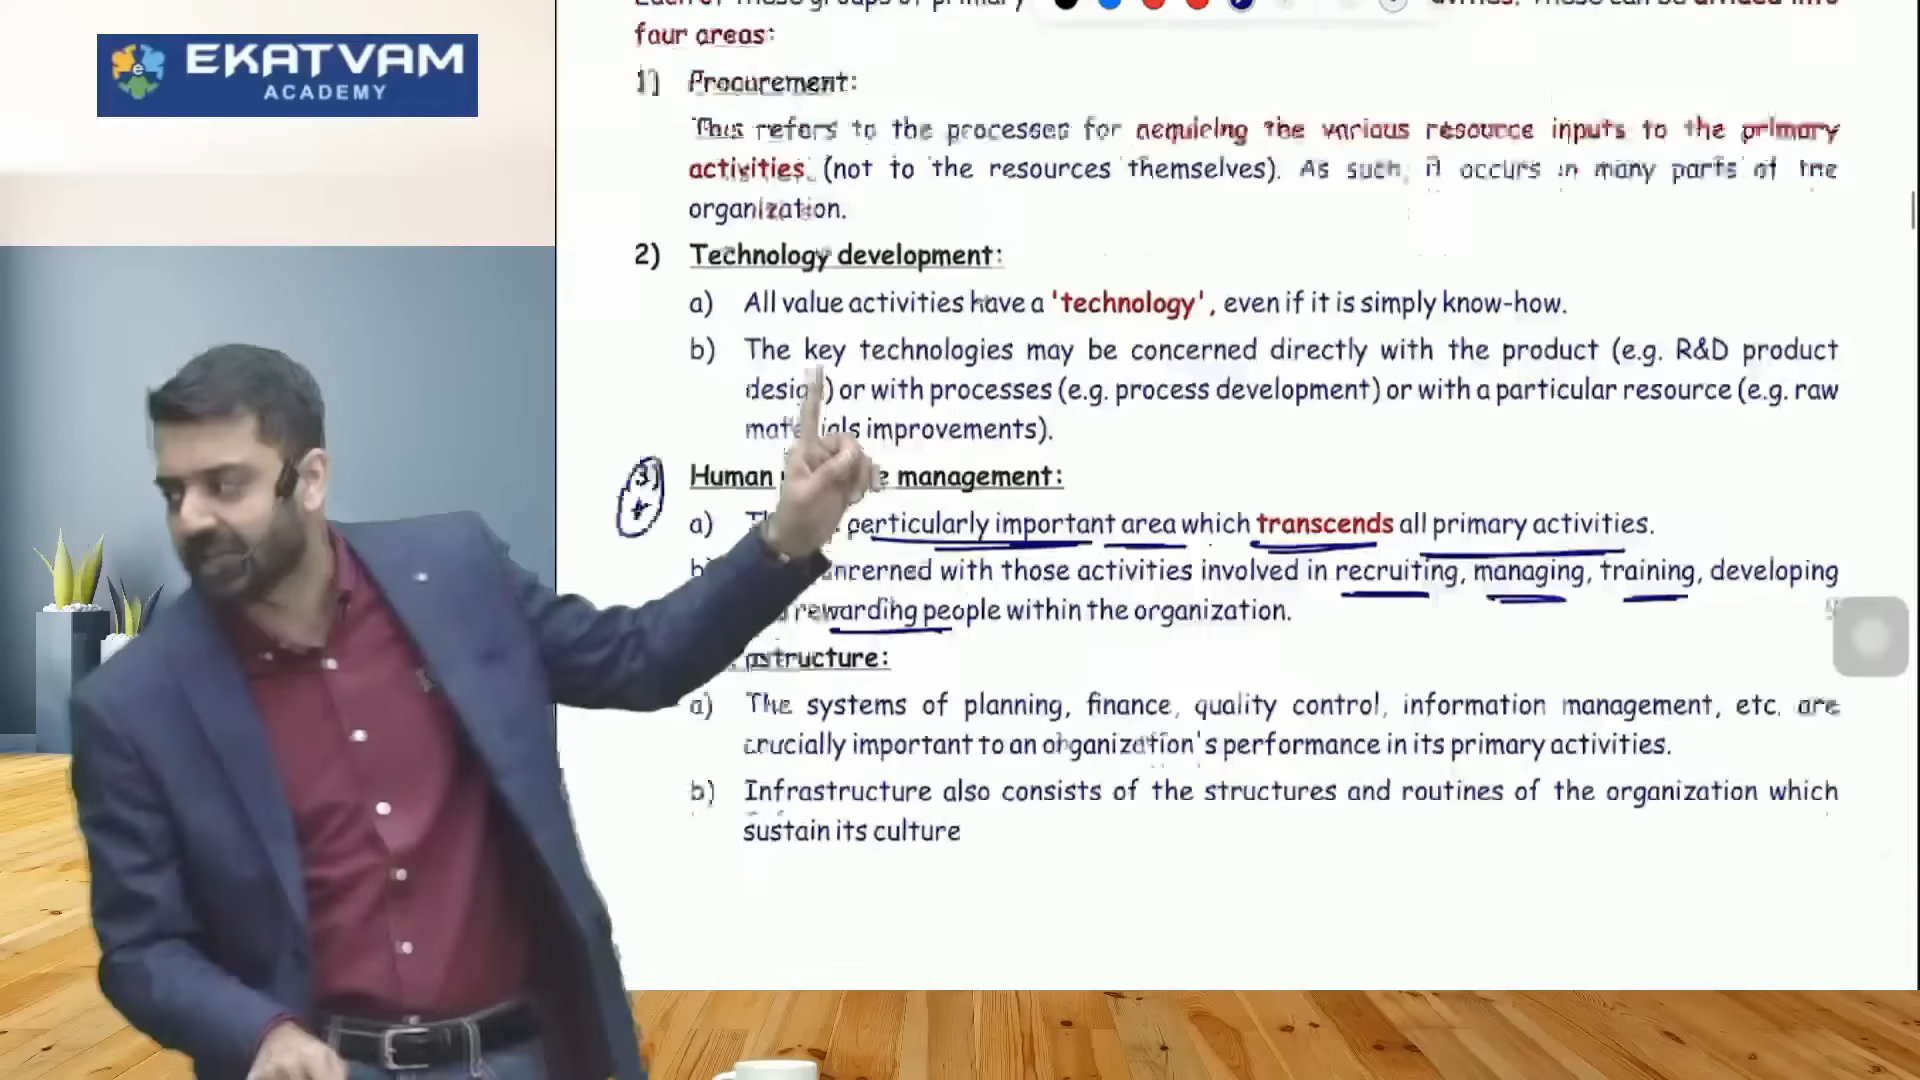 EKATVAM
ACADEMY
four areas:
1) Procurement:
This refers to the processes for acquiring the various resource inputs to the primary
activities (not to the resources themselves). As such, it occurs in many parts of the
organization.
2) Technology development:
a) All value activities have a 'technology', even if it is simply know-how.
b) The key technologies may be concerned directly with the product (e.g. R&D product
design) or with processes (e.g. process development) or with a particular resource (e.g. raw
materials improvements).
3) Human management:
a) particularly important area which transcends all primary activities.
concerned with those activities involved in recruiting, managing, training, developing
rewarding people within the organization.
structure:
a) The systems of planning, finance, quality control, information management, etc. are
crucially important to an organization's performance in its primary activities.
b) Infrastructure also consists of the structures and routines of the organization which
sustain its culture